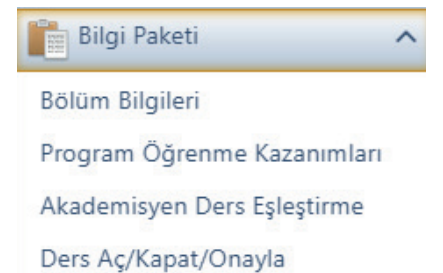 Bilgi Paketi
Bölüm Bilgileri
Program Öğrenme Kazanımları
Akademisyen Ders Eşleştirme
Ders Aç/Kapat/Onayla